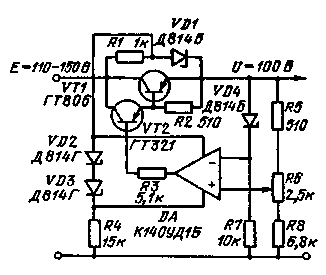 R1 1к
VD1
Д814Б
E=110-150В
U=100В
VT1
ГТ806
VD4
Д814Б
R5
510
VT2
ГТ321
R2
510
VD2
Д814Г
VD3
Д814Г
R3
5,1к
−
+
R6
2,5к
DA
К140УД1Б
R4
15к
R7
10к
R8
6,8к